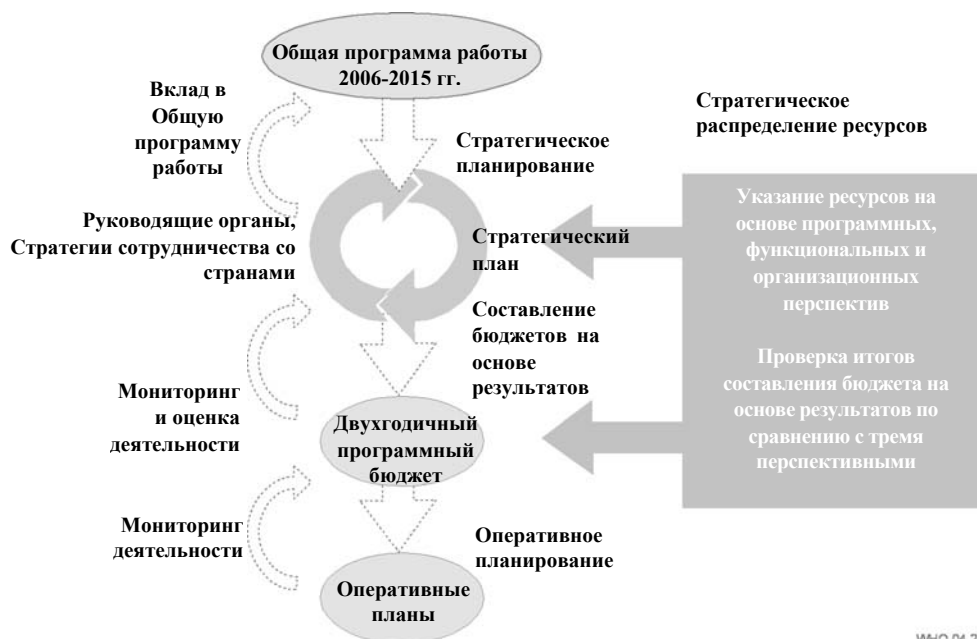 Общая программа работы
2006-2015 гг.
Вклад в
Общую
программу
работы
Стратегическое
планирование
Стратегическое
распределение ресурсов
Руководящие органы,
Стратегии сотрудничества со
странами
Стратегический
план
Указание ресурсов на
основе программных,
функциональных и
организационных
перспектив
Составление
бюджетов на
основе
результатов
Проверка итогов
составления бюджета на
основе результатов по
сравнению с тремя
перспективными
Мониторинг
и оценка
деятельности
Двухгодичный
программный
бюджет
Мониторинг
деятельности
Оперативное
планирование
Оперативные
планы
WHO 04.2